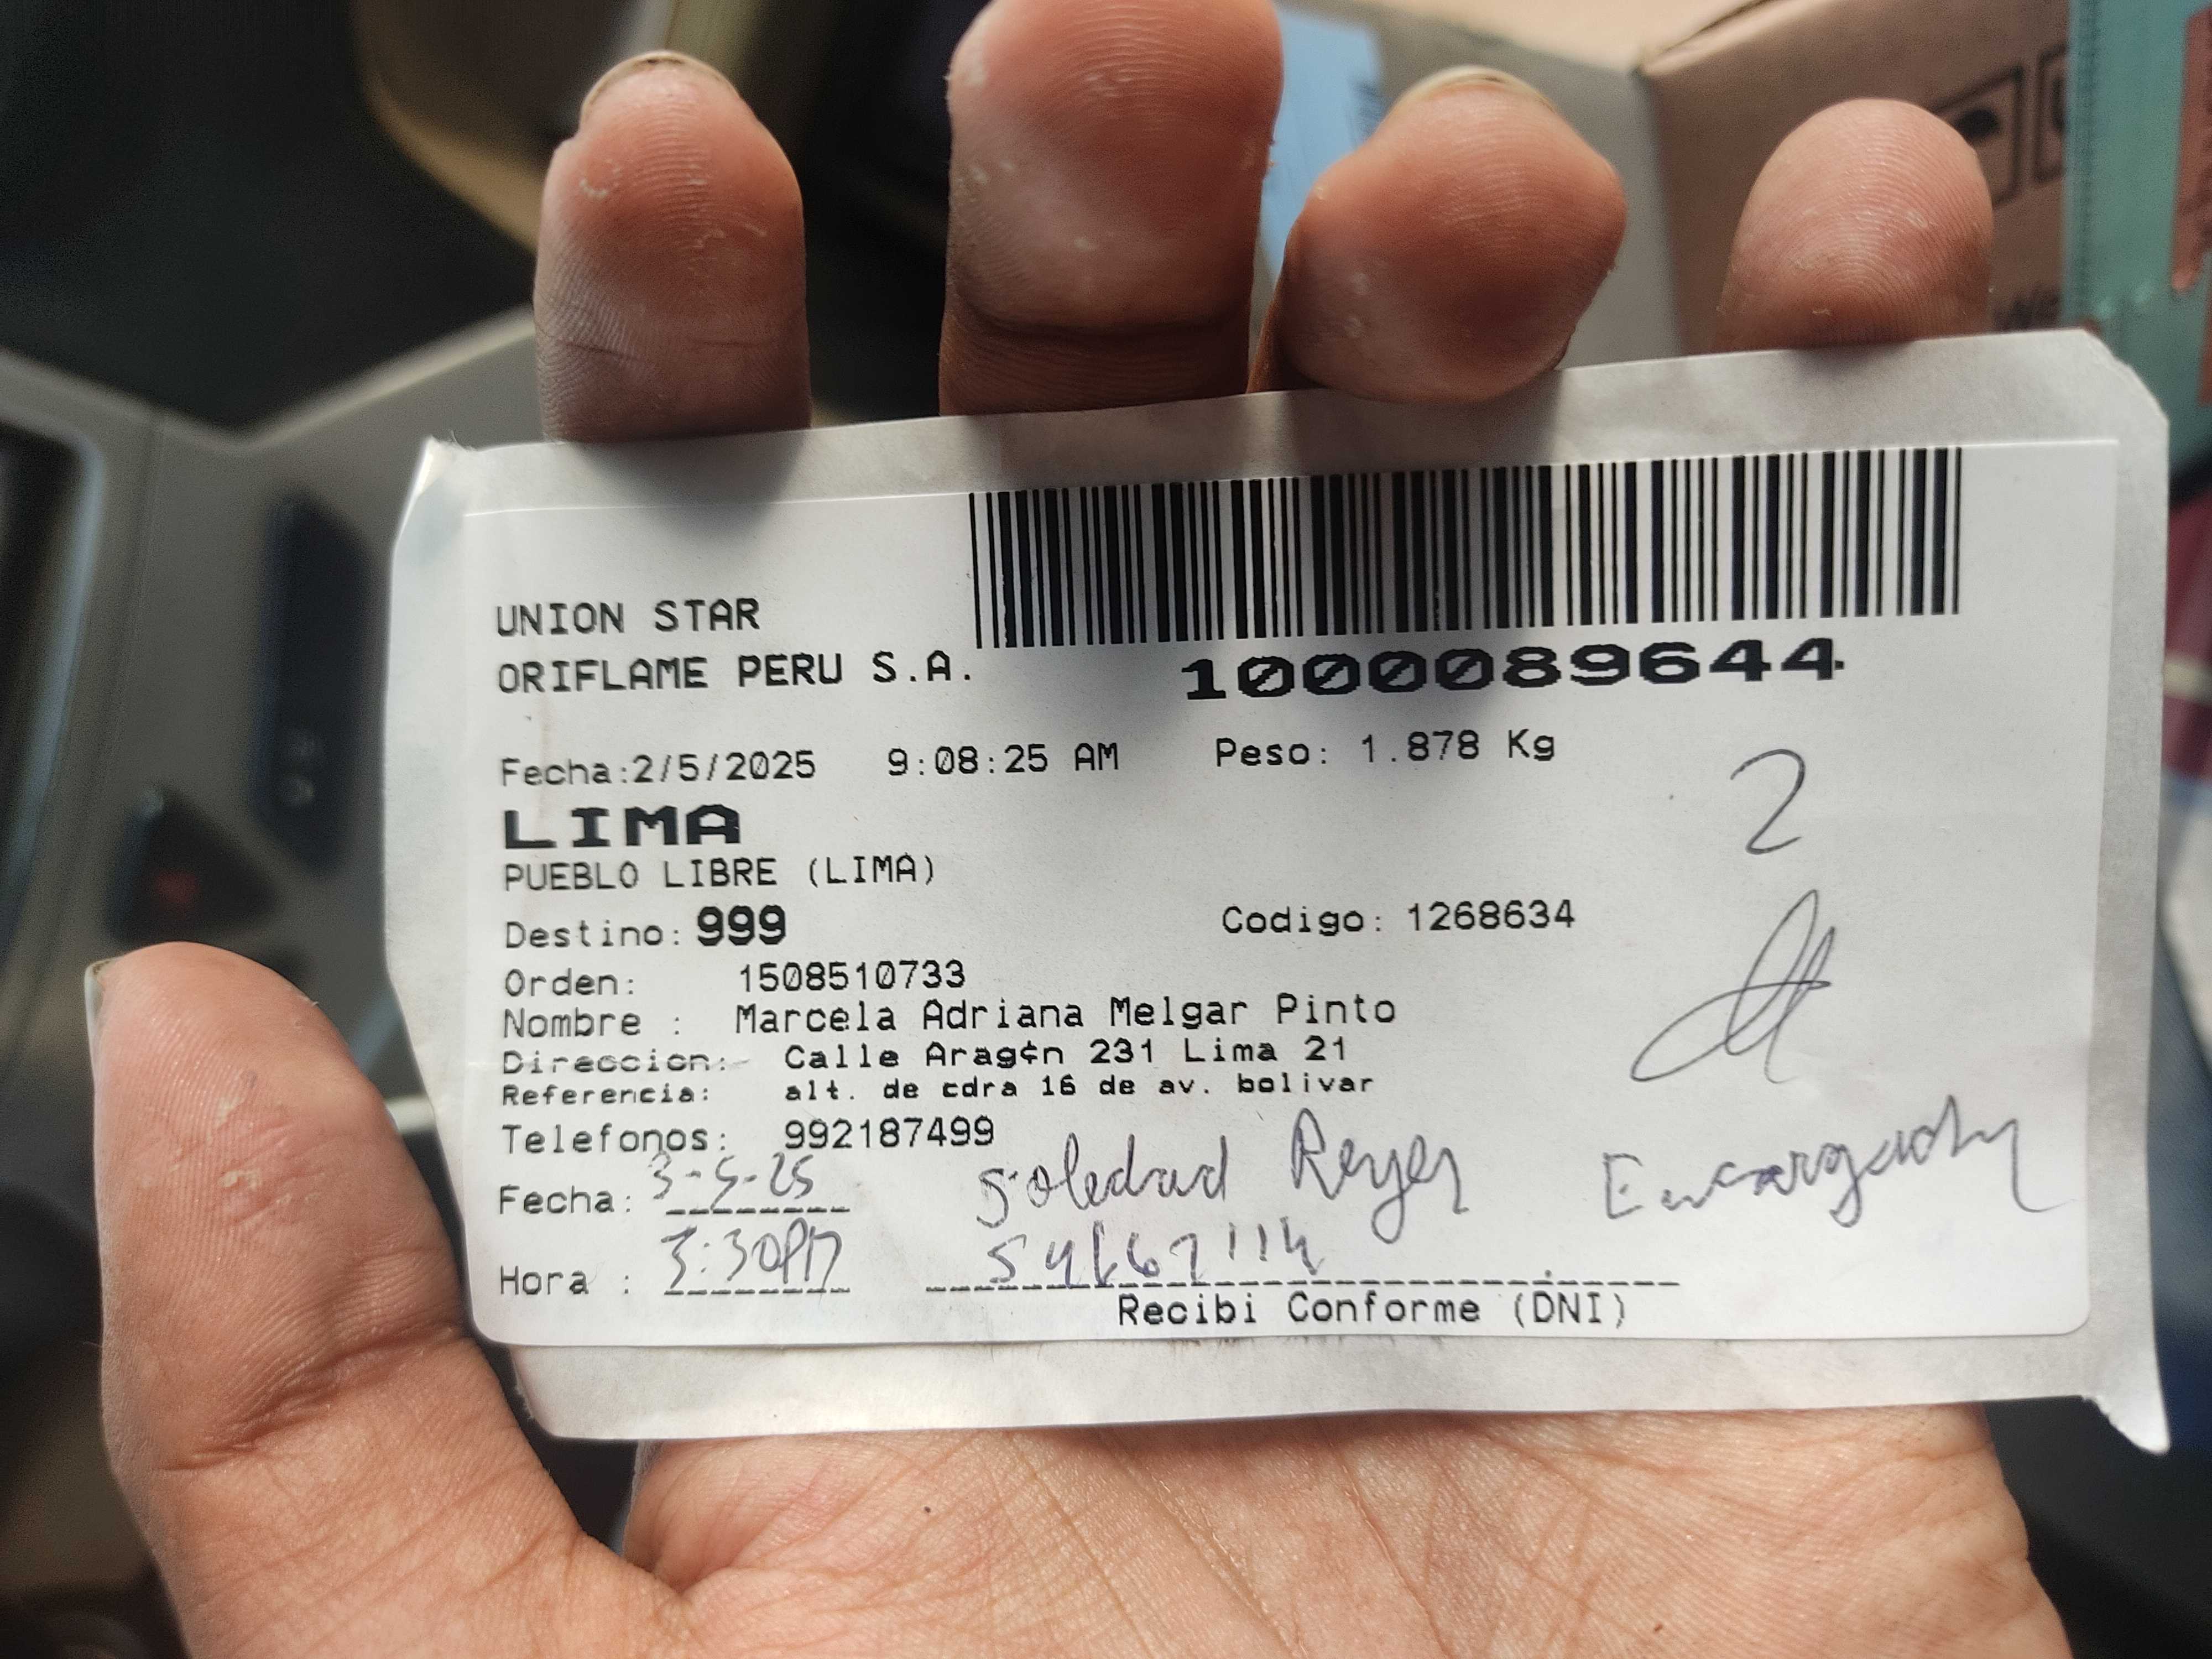 UNION STAR
ORIFLAME PERU S.A.
1000089644
Fecha:2/5/2025 9:08:25 AM Peso: 1.878 Kg
2
LIMA
PUEBLO LIBRE (LIMA)
Destino: 999 Codigo: 1268634
Orden: 1508510733
Nombre : Marcela Adriana Melgar Pinto
Direccion: Calle Arag¢n 231 Lima 21
Referencia: alt. de cdra 16 de av. bolivar
Telefonos: 992187499
Fecha: 3-5-25 Soledad Reyes
Hora : 3:30PM
Recibi Conforme (DNI)